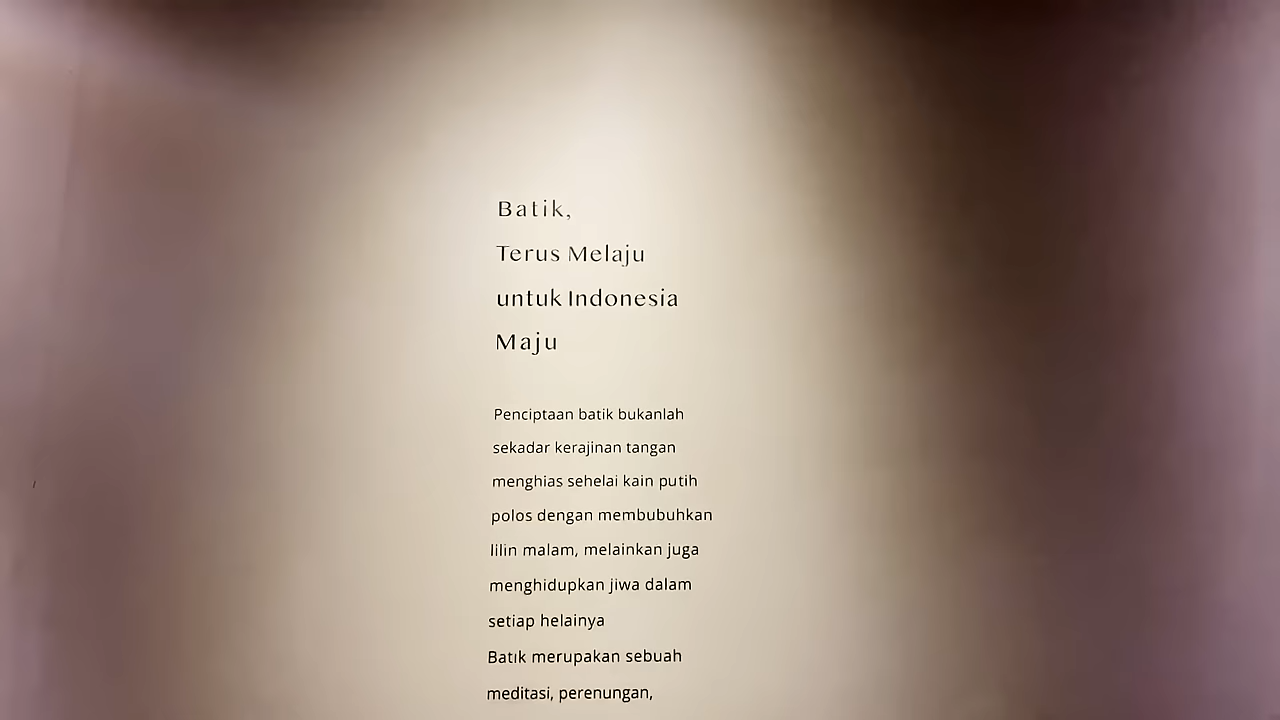 Batik,
Terus Melaju
untuk Indonesia
Maju
Penciptaan batik bukanlah
sekadar kerajinan tangan
menghias sehelai kain putih
polos dengan membubuhkan
lilin malam, melainkan juga
menghidupkan jiwa dalam
setiap helainya
Batik merupakan sebuah
meditasi, perenungan,